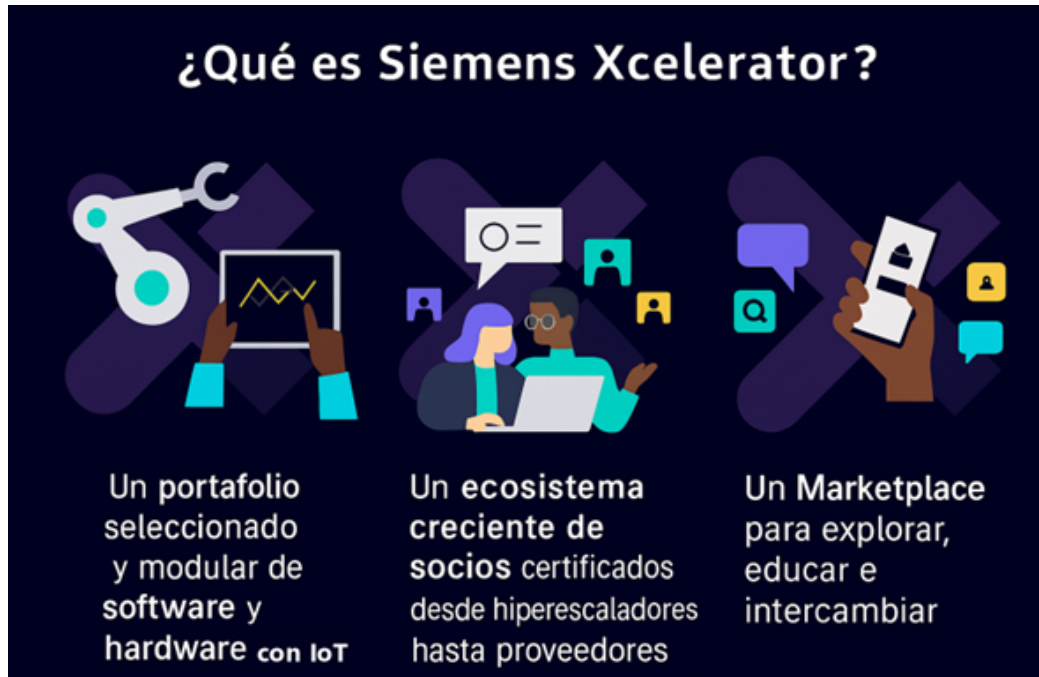 ¿Qué es Siemens Xcelerator?
Un portafolio
seleccionado
y modular de
software y
hardware con IoT
Un ecosistema
creciente de
socios certificados
desde hiperescaladores
hasta proveedores
Un Marketplace
para explorar,
educar e
intercambiar